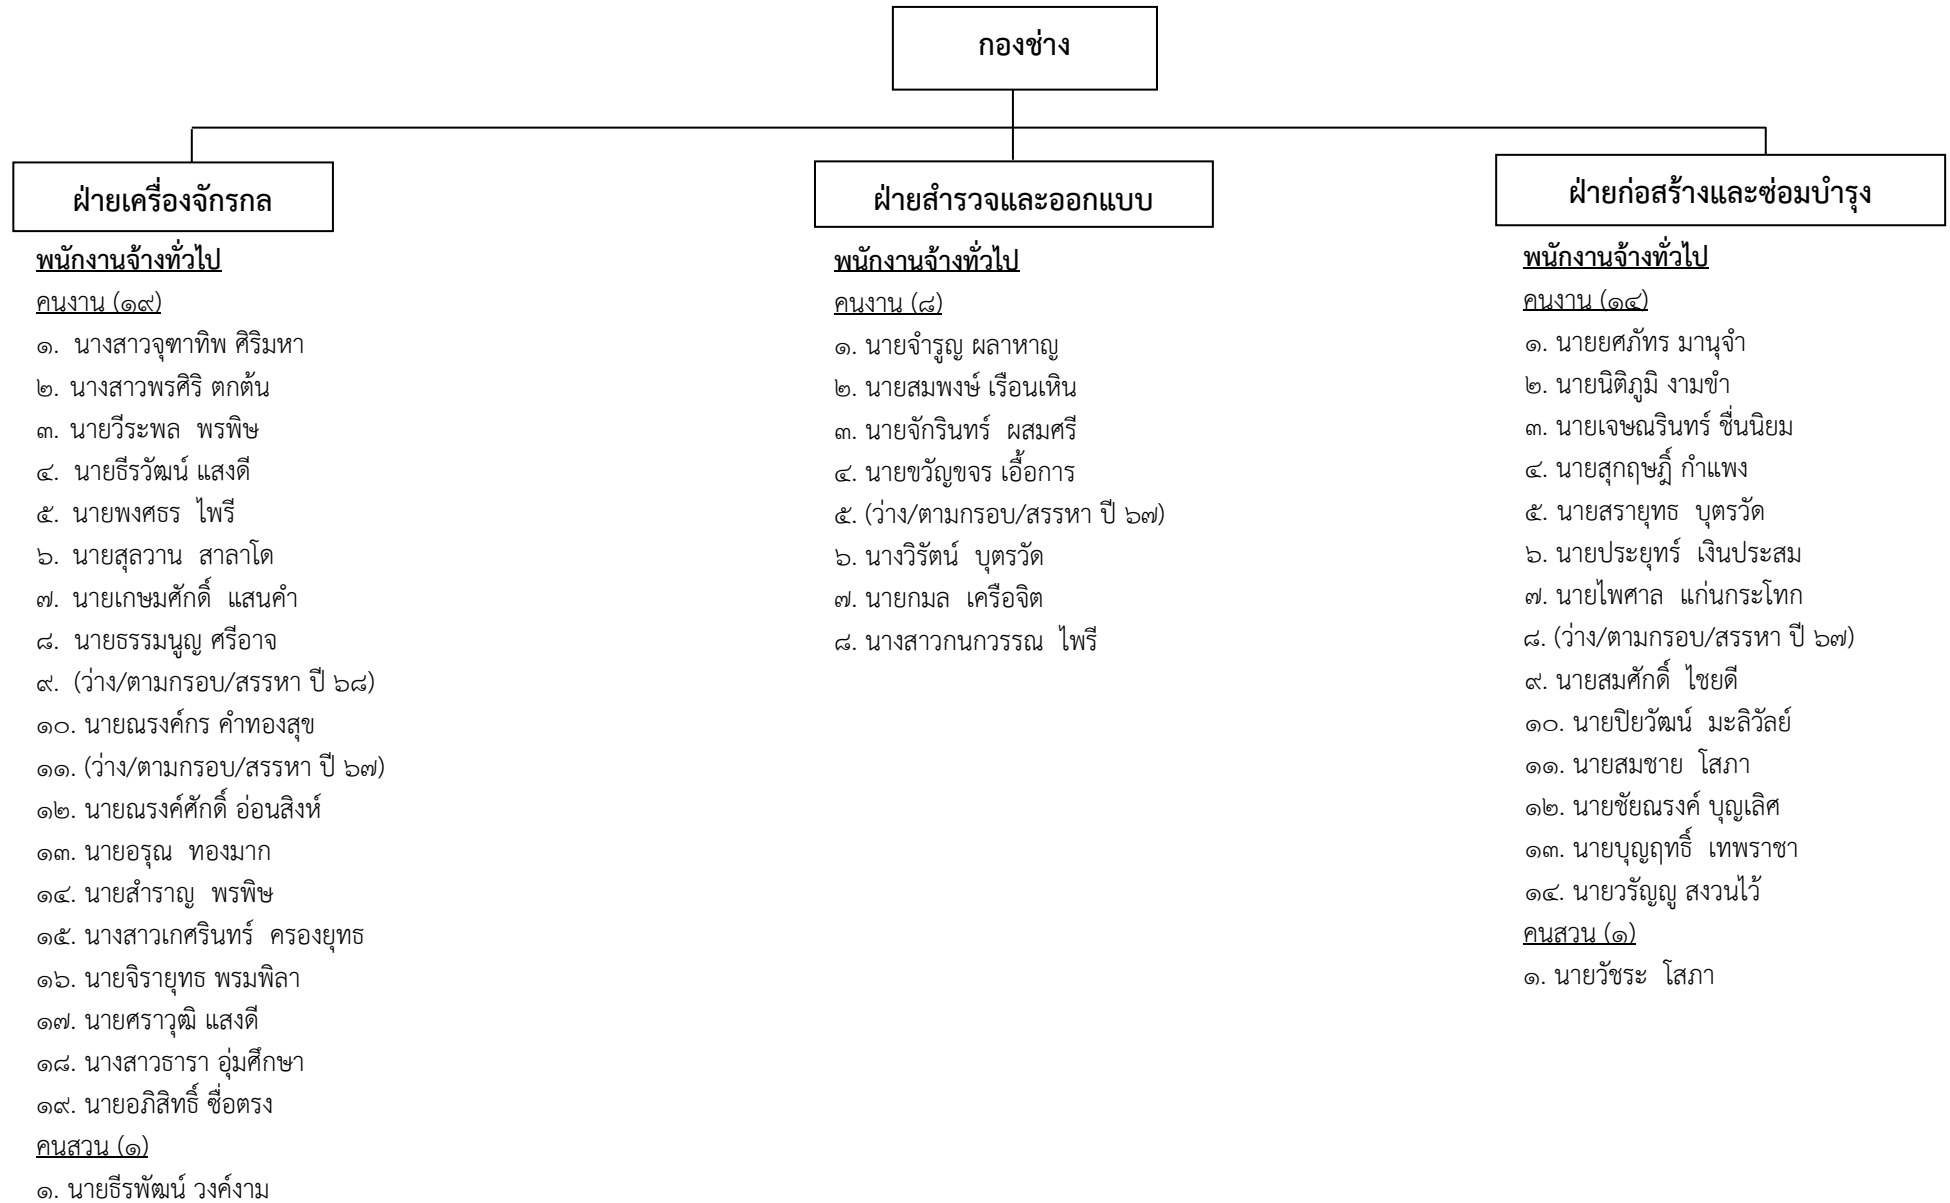 กองช่าง
ฝ่ายเครื่องจักรกล
พนักงานจ้างทั่วไป
คนงาน (๑๙)
๑. นางสาวจุฑาทิพ ศิริมหา
๒. นางสาวพรศิริ ตกต้น
๓. นายวีระพล พรพิษ
๔. นายธีรวัฒน์ แสงดี
๕. นายพงศธร ไพรี
๖. นายสุลวาน สาลาโด
๗. นายเกษมศักดิ์ แสนคำ
๘. นายธรรมนูญ ศรีอาจ
๙. (ว่าง/ตามกรอบ/สรรหา ปี ๖๘)
๑๐. นายณรงค์กร คำทองสุข
๑๑. (ว่าง/ตามกรอบ/สรรหา ปี ๖๗)
๑๒. นายณรงค์ศักดิ์ อ่อนสิงห์
๑๓. นายอรุณ ทองมาก
๑๔. นายสำราญ พรพิษ
๑๕. นางสาวเกศรินทร์ ครองยุทธ
๑๖. นายจิรายุทธ พรมพิลา
๑๗. นายศราวุฒิ แสงดี
๑๘. นางสาวธารา อุ่มศึกษา
๑๙. นายอภิสิทธิ์ ซื่อตรง
คนสวน (๑)
๑. นายธีรพัฒน์ วงค์งาม
ฝ่ายสำรวจและออกแบบ
พนักงานจ้างทั่วไป
คนงาน (๘)
๑. นายจำรูญ ผลาหาญ
๒. นายสมพงษ์ เรือนเหิน
๓. นายจักรินทร์ ผสมศรี
๔. นายขวัญขจร เอื้อการ
๕. (ว่าง/ตามกรอบ/สรรหา ปี ๖๗)
๖. นางวิรัตน์ บุตรวัด
๗. นายกมล เครือจิต
๘. นางสาวกนกวรรณ ไพรี
ฝ่ายก่อสร้างและซ่อมบำรุง
พนักงานจ้างทั่วไป
คนงาน (๑๔)
๑. นายยศภัทร มานุจำ
๒. นายนิติภูมิ งามขำ
๓. นายเจษณรินทร์ ชื่นนิยม
๔. นายสุกฤษฎิ์ กำแพง
๕. นายสรายุทธ บุตรวัด
๖. นายประยุทร์ เงินประสม
๗. นายไพศาล แก่นกระโทก
๘. (ว่าง/ตามกรอบ/สรรหา ปี ๖๗)
๙. นายสมศักดิ์ ไชยดี
๑๐. นายปิยวัฒน์ มะลิวัลย์
๑๑. นายสมชาย โสภา
๑๒. นายชัยณรงค์ บุญเลิศ
๑๓. นายบุญฤทธิ์ เทพราชา
๑๔. นายวรัญญู สงวนไว้
คนสวน (๑)
๑. นายวัชระ โสภา